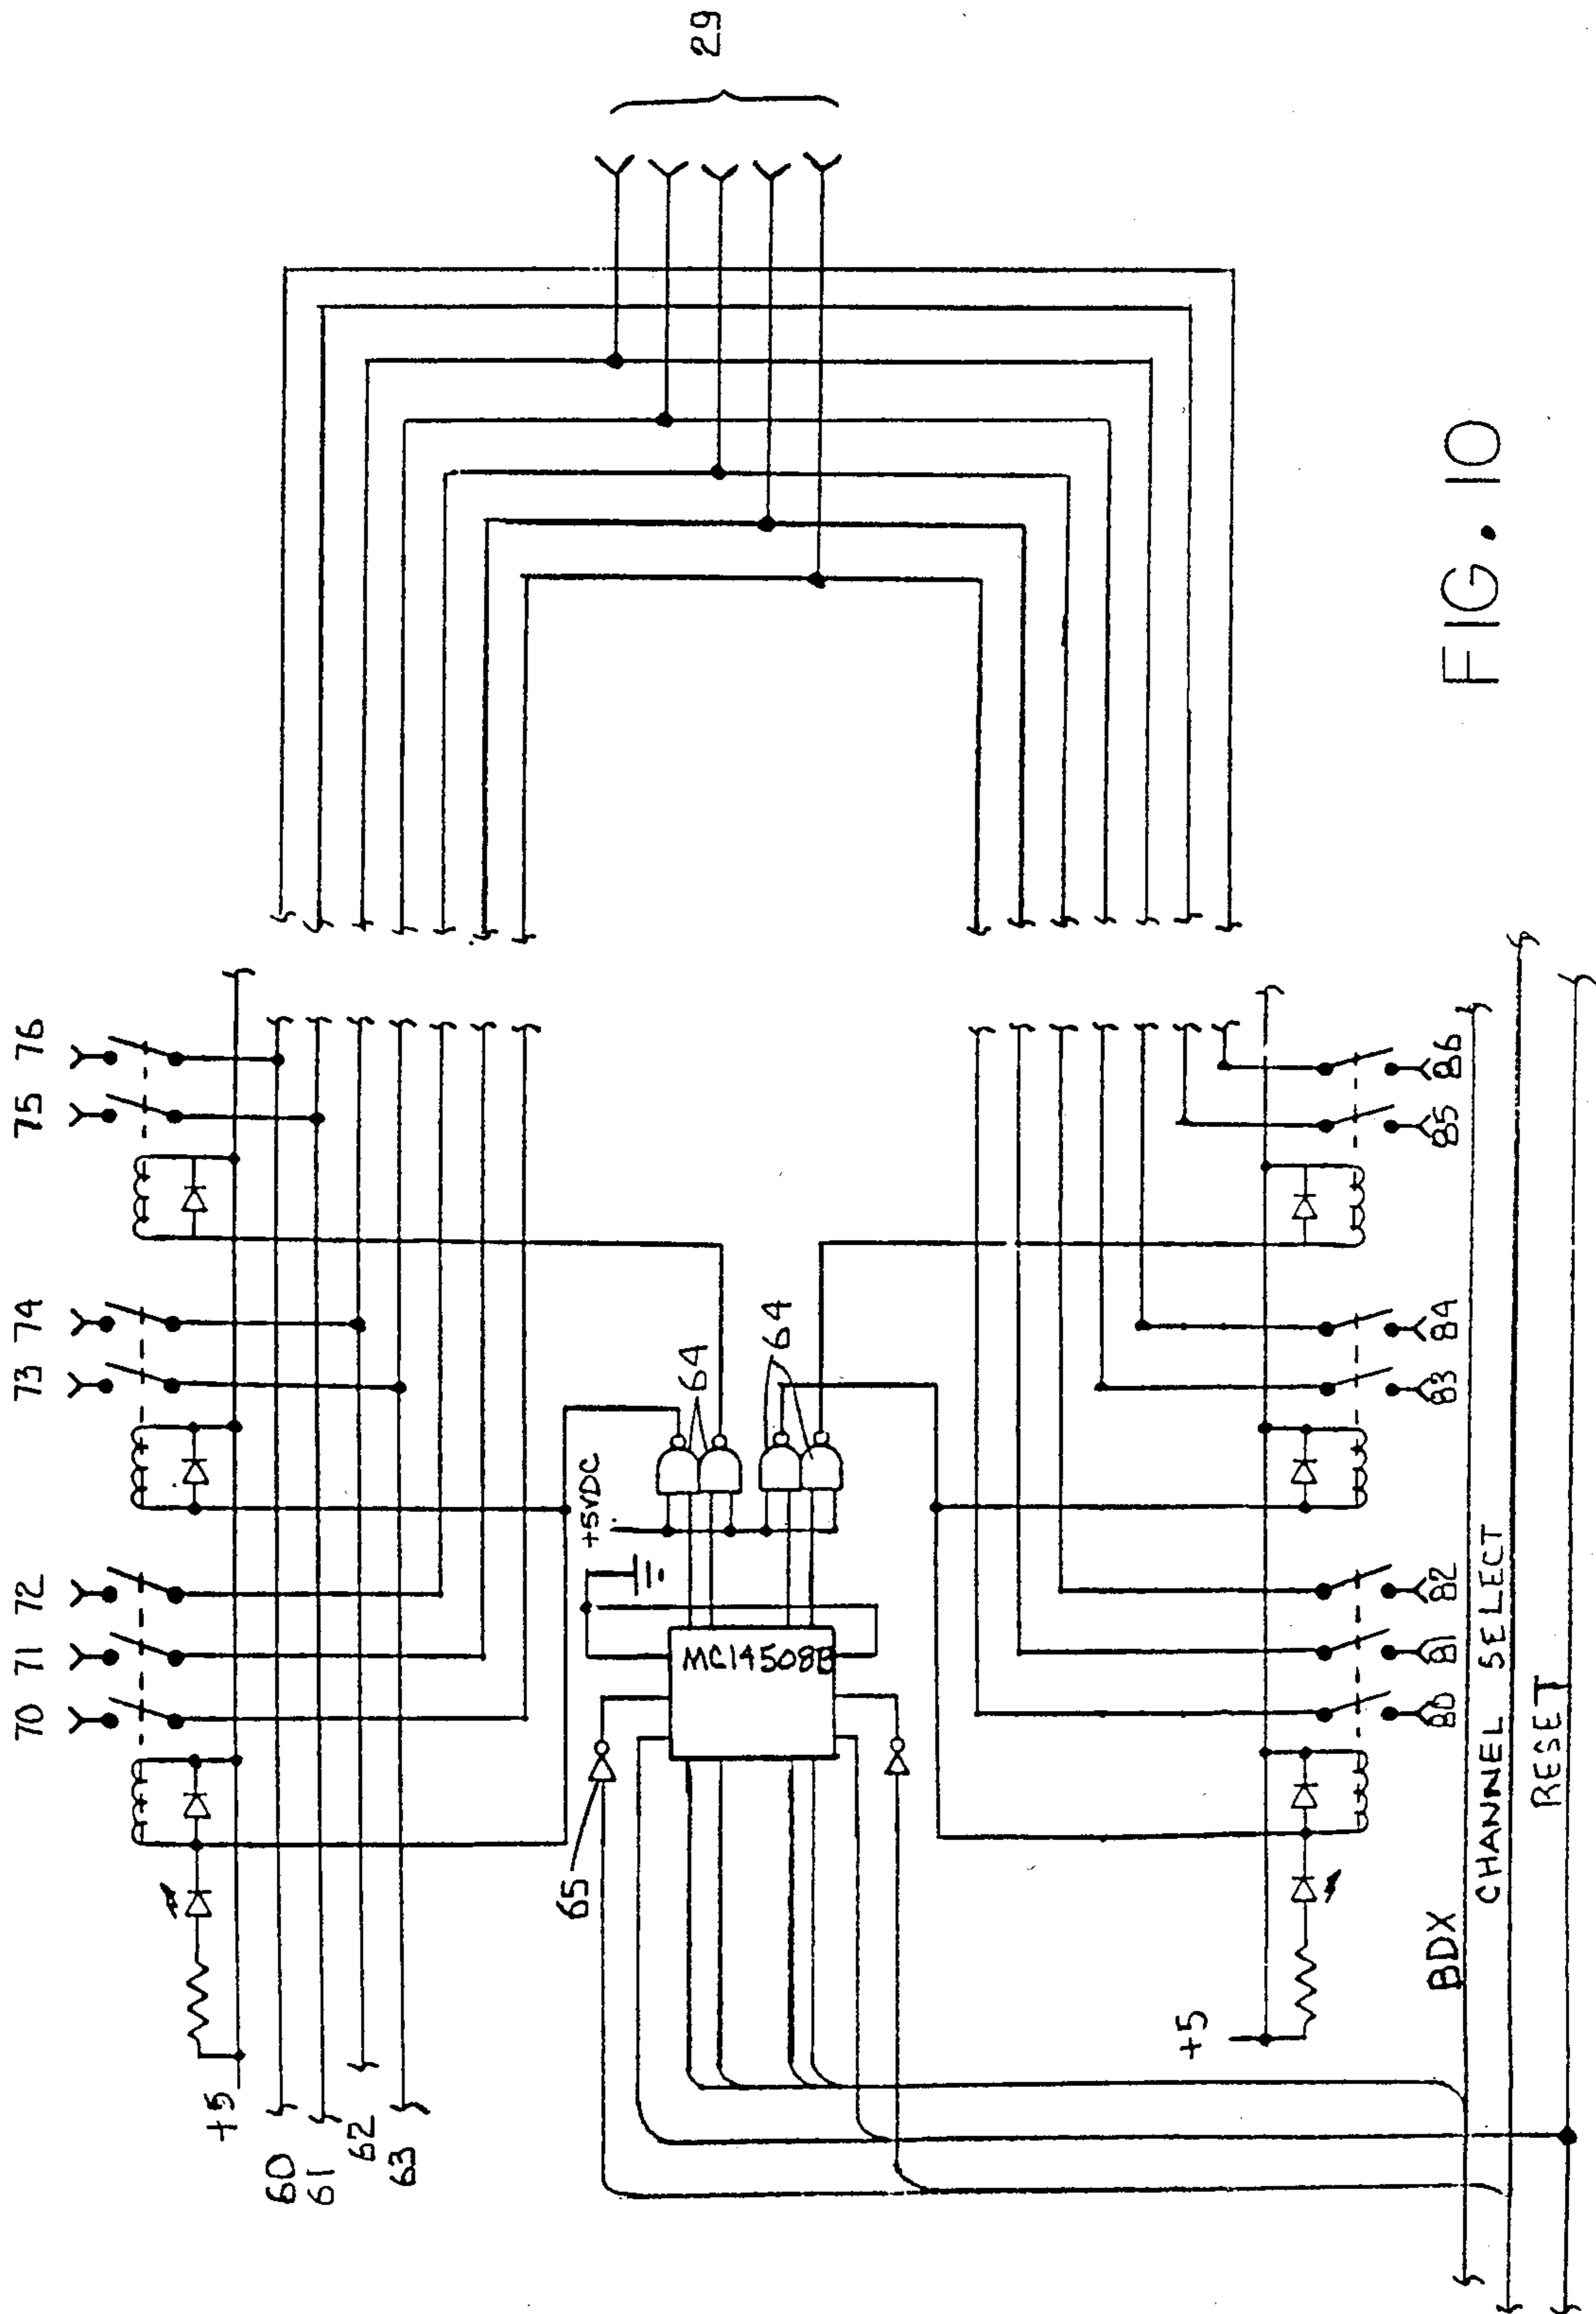 70 71 72 73 74 75 76
+5
60
61
62
63
29
+5VDC
64
64
MC14508B
65
+5
80 81 82 83 84 85 86
BDX
CHANNEL SELECT
RESET
FIG. 10